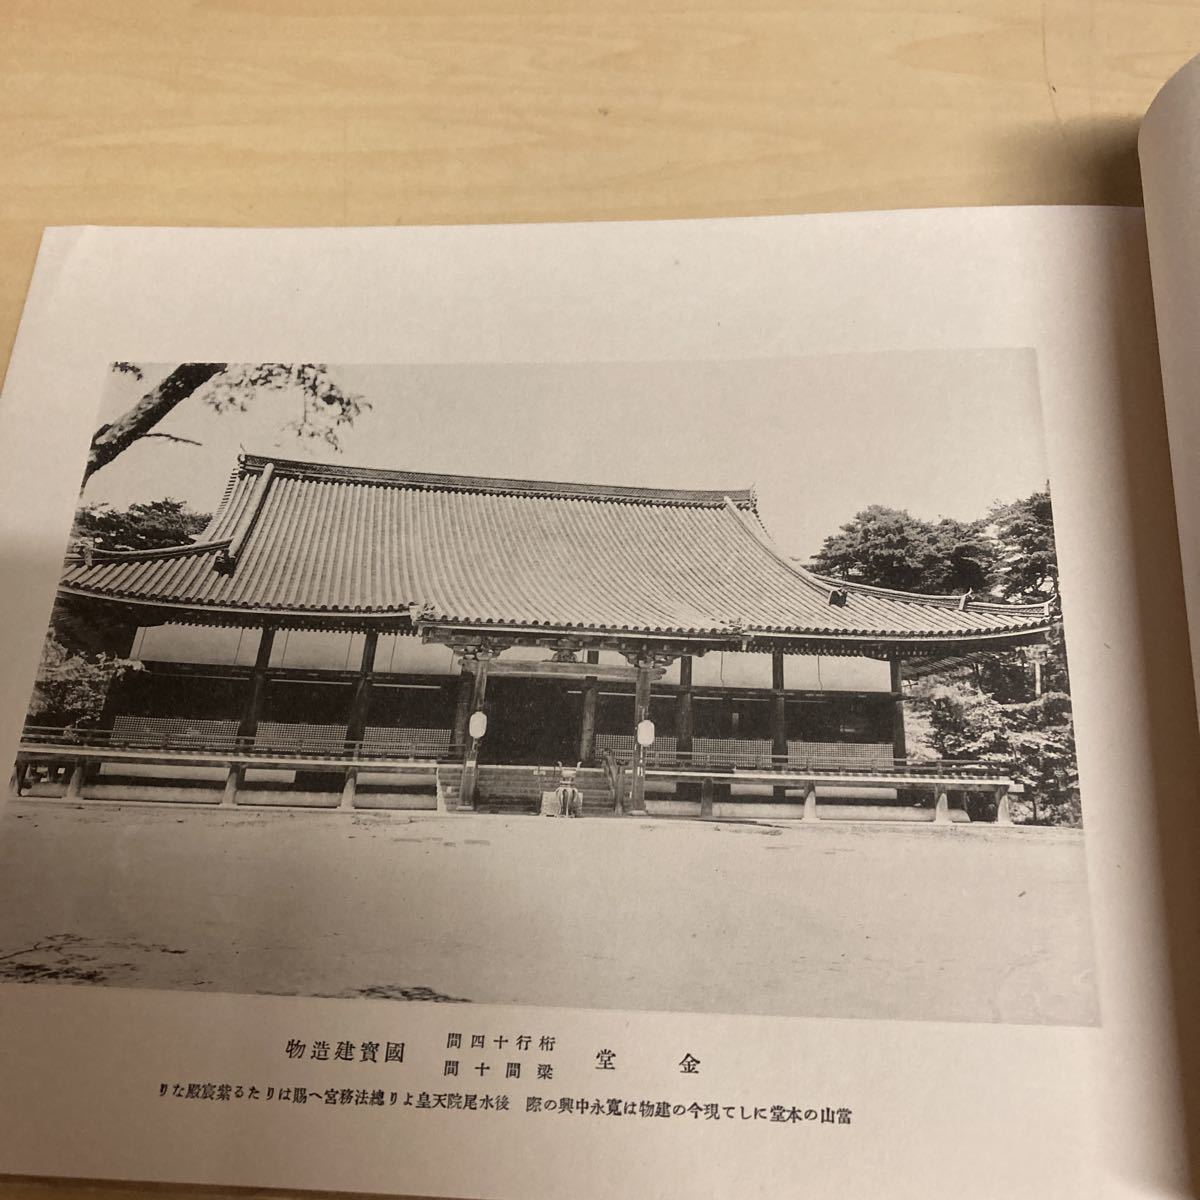 金堂
桁行十四間
梁間十間
國寶建造物
當山の本堂にして現今の建物は寛永中興の際 後水尾院天皇より總法務宮へ賜はりたる紫宸殿なり